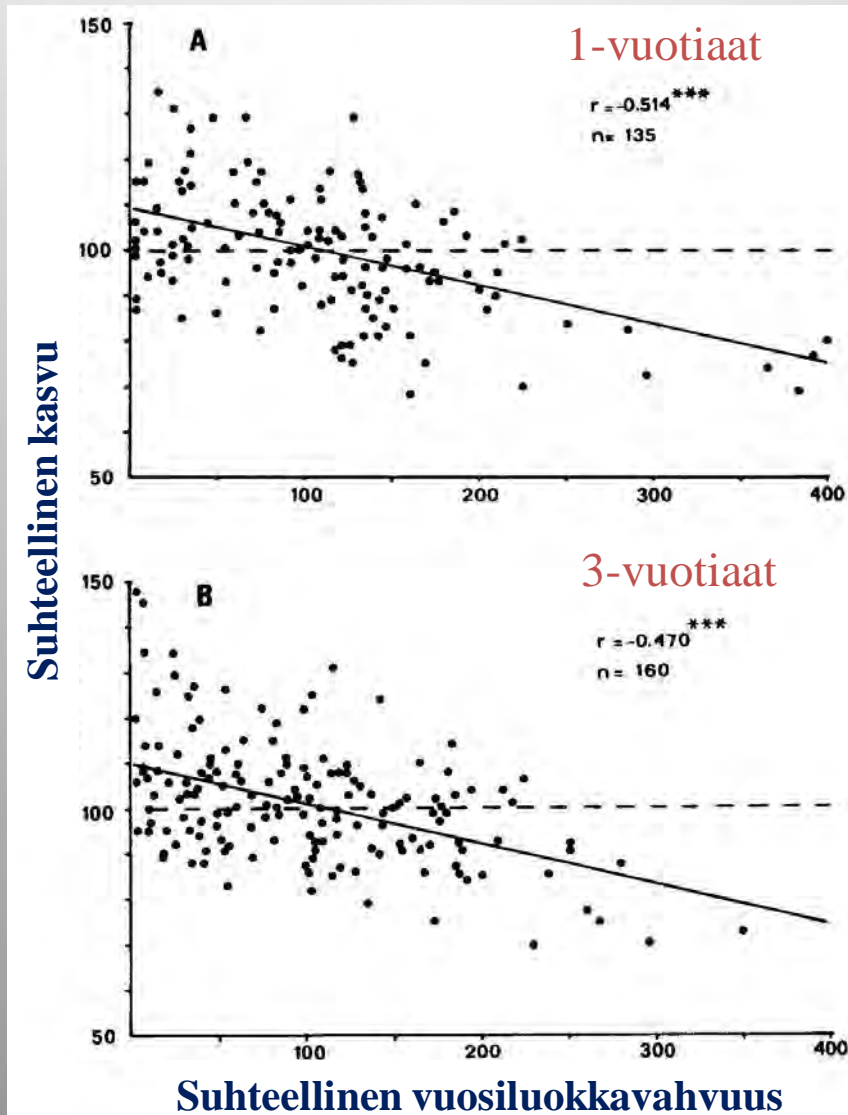 Suhteellinen kasvu
A
1-vuotiaat
r = -0.514 ***
n = 135
150
100
50
100
200
300
400
B
3-vuotiaat
r = -0.470 ***
n = 160
150
100
50
100
200
300
400
Suhteellinen vuosiluokkavahvuus